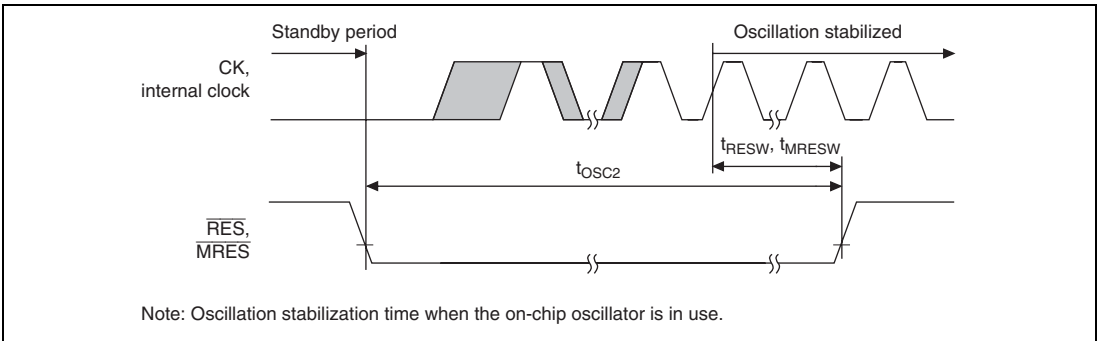 Standby period
Oscillation stabilized
CK,
internal clock
tRESW, tMRESW
tOSC2
RES,
MRES
Note: Oscillation stabilization time when the on-chip oscillator is in use.